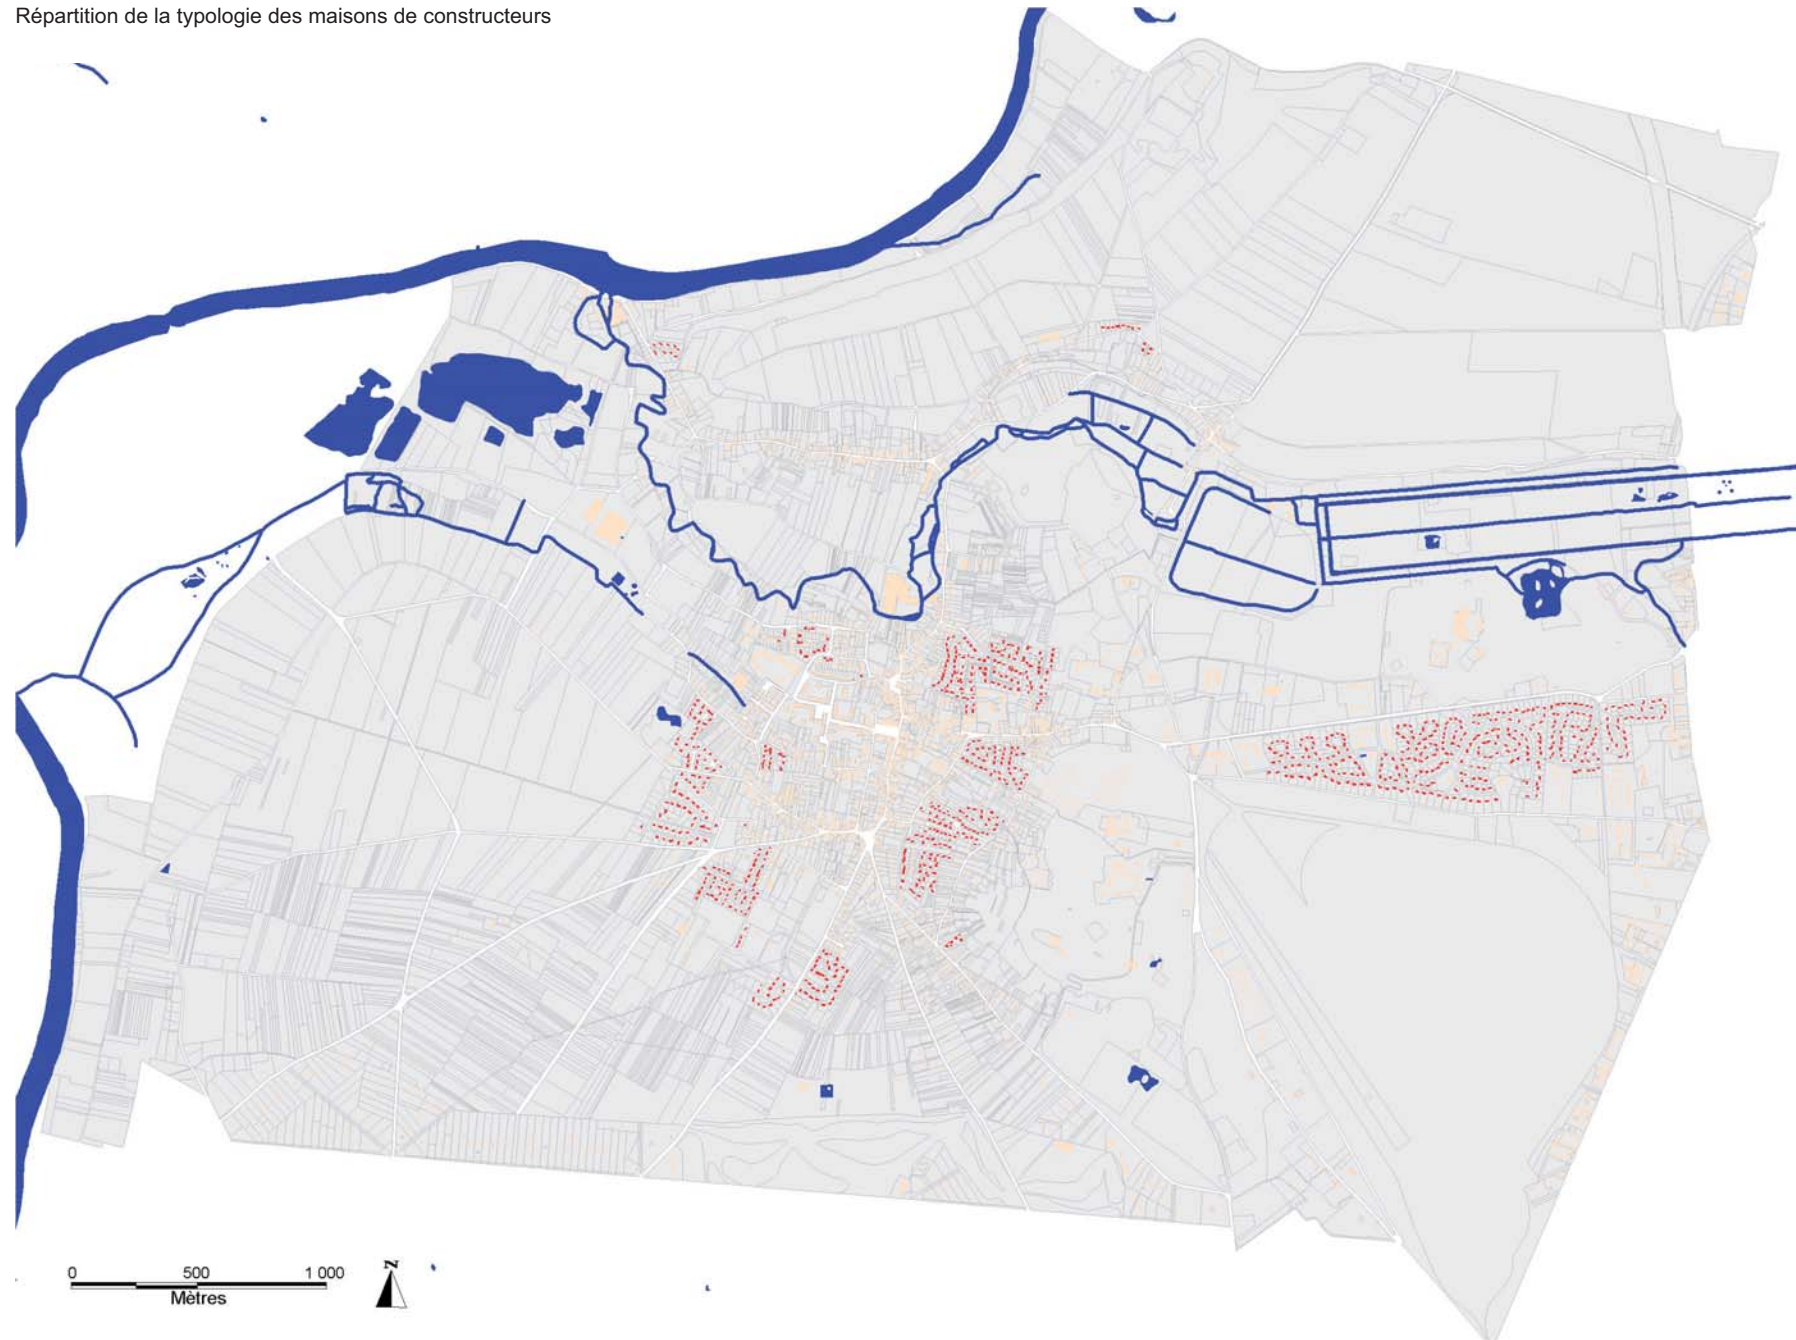 Répartition de la typologie des maisons de constructeurs
0 500 1 000
Mètres
N